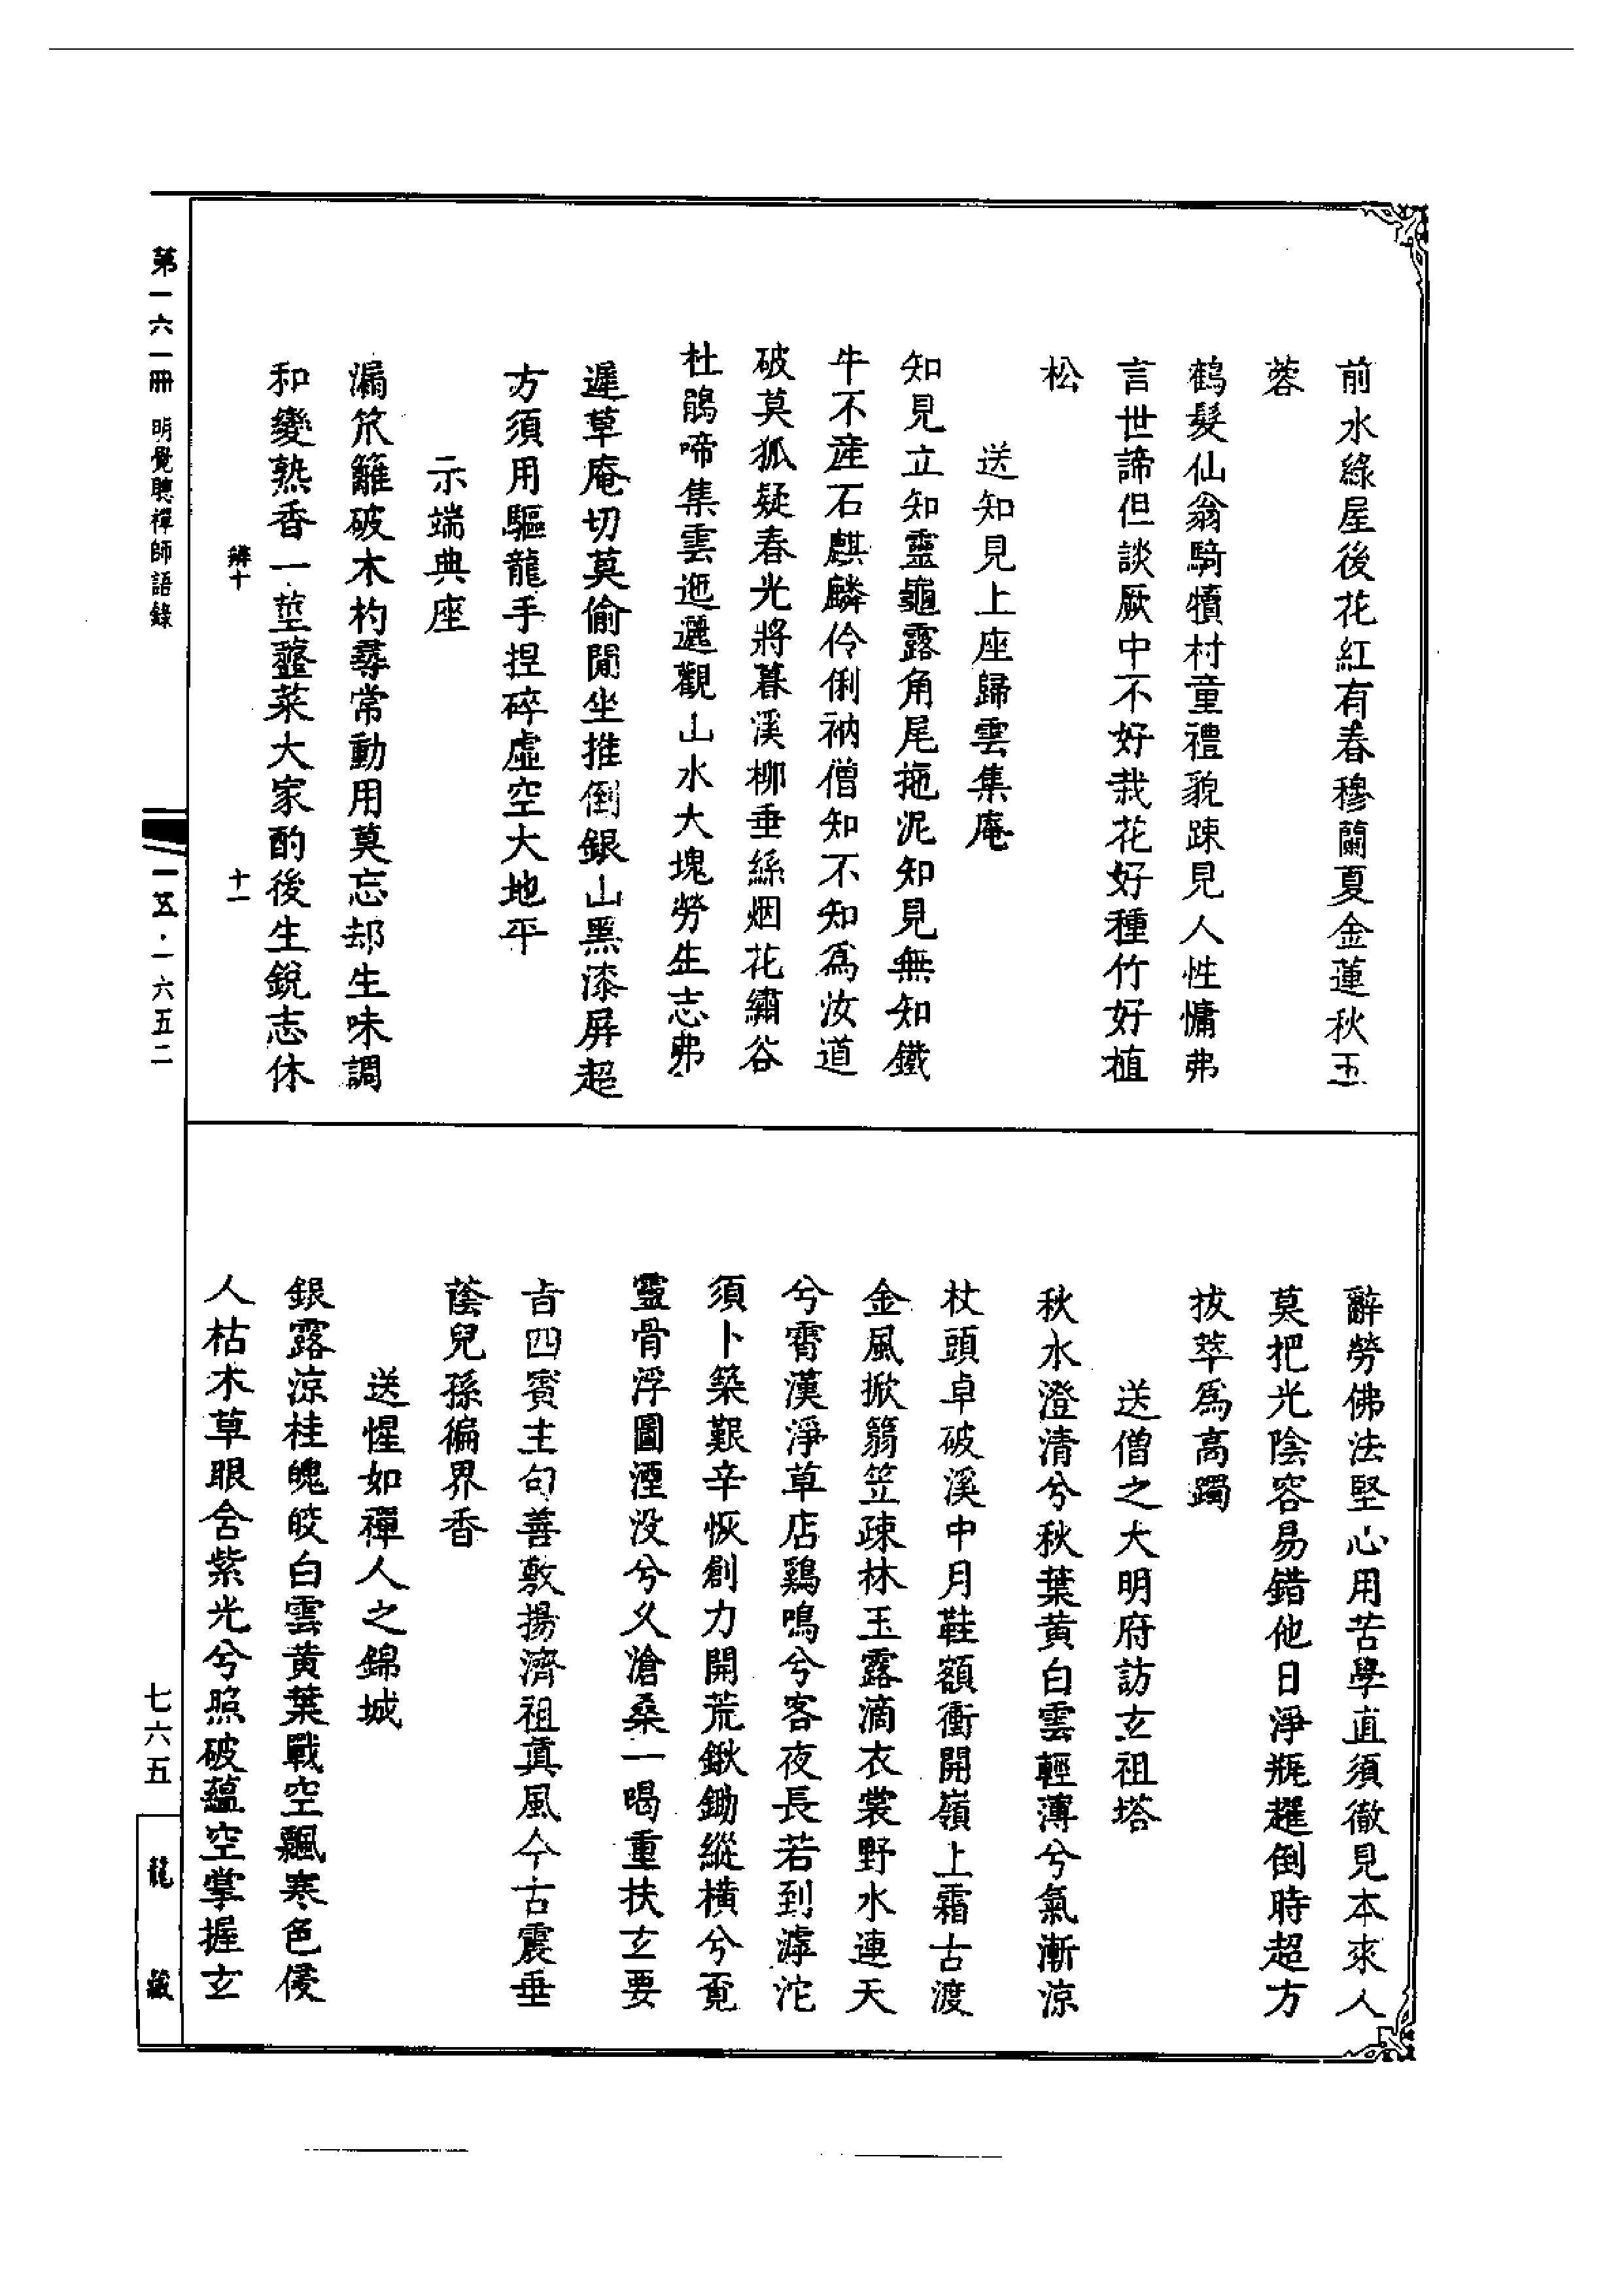 前水綠屋後花紅有春穆蘭夏金蓮秋玉
蓉
鶴髮仙翁騎犢村童禮貌踈見人性慵弗
言世諦但談厥中不好栽花好種竹好植
松
送知見上座歸雲集庵
知見立知靈龜露角尾拖泥知見無知鐵
牛不產石麒麟伶俐衲僧知不知爲汝道
破莫狐疑春光將暮溪柳垂絲烟花繡谷
杜鵑啼集雲迤邐觀山水大塊勞生志弗
遲草庵切莫偷閒坐推倒銀山黑漆屏超
方須用驅龍手捏碎虛空大地平
示端典座
漏笊籬破木杓尋常動用莫忘却生味調
和變熟香一莖虀菜大家酌後生銳志休
辭勞佛法堅心用苦學直須徹見本來人
莫把光陰容易錯他日淨瓶趯倒時超方
拔萃爲高躅
送僧之大明府訪玄祖塔
秋水澄清兮秋葉黄白雲輕薄兮氣漸涼
杖頭卓破溪中月鞋額衝開嶺上霜古渡
金風掀篛笠疎林玉露滴衣裳野水連天
兮霄漢淨草店鷄鳴兮客夜長若到滹沱
須卜築艱辛恢創力開荒鍬鋤縱橫兮覔
靈骨浮圖湮没兮乆滄桑一喝重扶玄要
旨四賓主句善敷揚濟祖真風今古震垂
蔭兒孫徧界香
送惺如禪人之錦城
銀露涼桂魄皎白雲黄葉戰空飄寒色侵
人枯木草眼含紫光兮照破蘊空掌握玄
辨十
十一
第一六一冊 明覺聰禪師語錄
一五·一六五二
七六五
龍藏